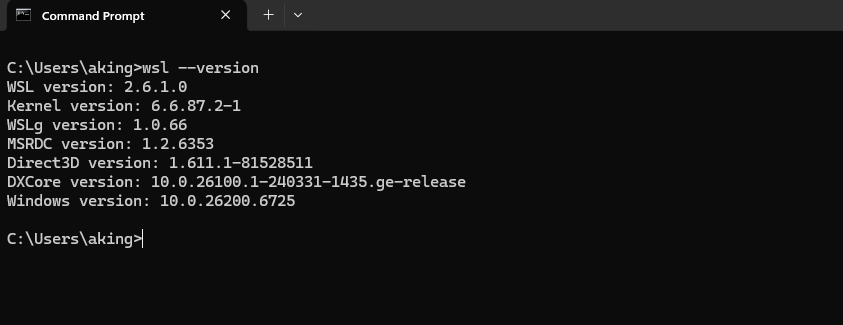 Command Prompt
C:\Users\aking>wsl --version
WSL version: 2.6.1.0
Kernel version: 6.6.87.2-1
WSLg version: 1.0.66
MSRDC version: 1.2.6353
Direct3D version: 1.611.1-81528511
DXCore version: 10.0.26100.1-240331-1435.ge-release
Windows version: 10.0.26200.6725
C:\Users\aking>